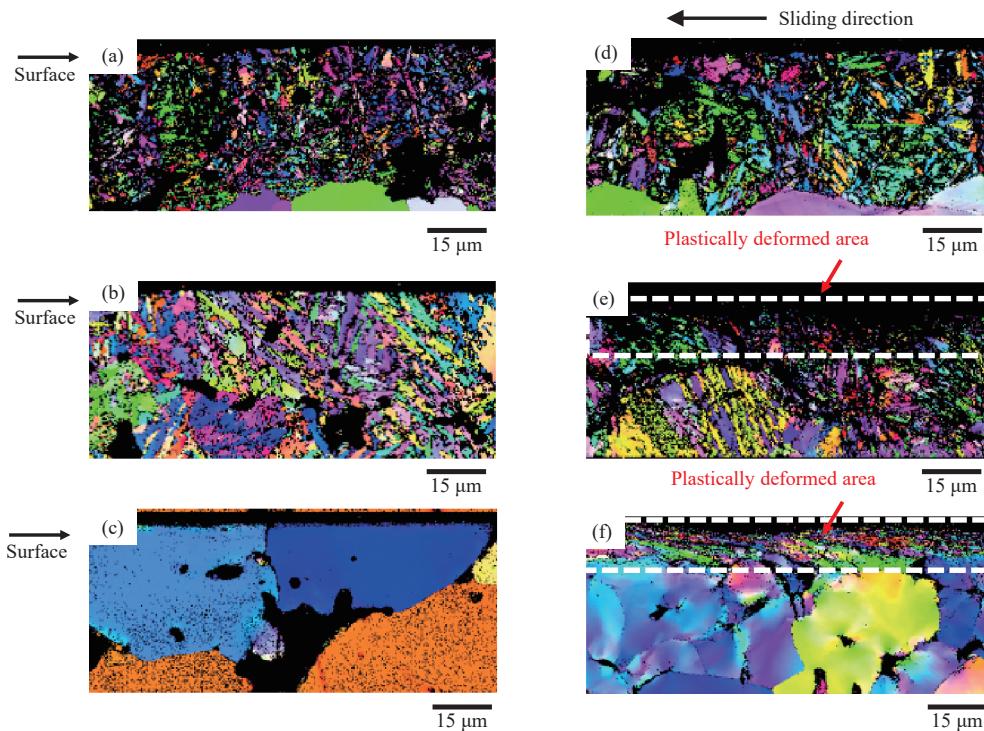 Sliding direction
(a)
(d)
Surface
15 μm
15 μm
Plastically deformed area
(b)
(e)
Surface
15 μm
15 μm
Plastically deformed area
(c)
(f)
Surface
15 μm
15 μm